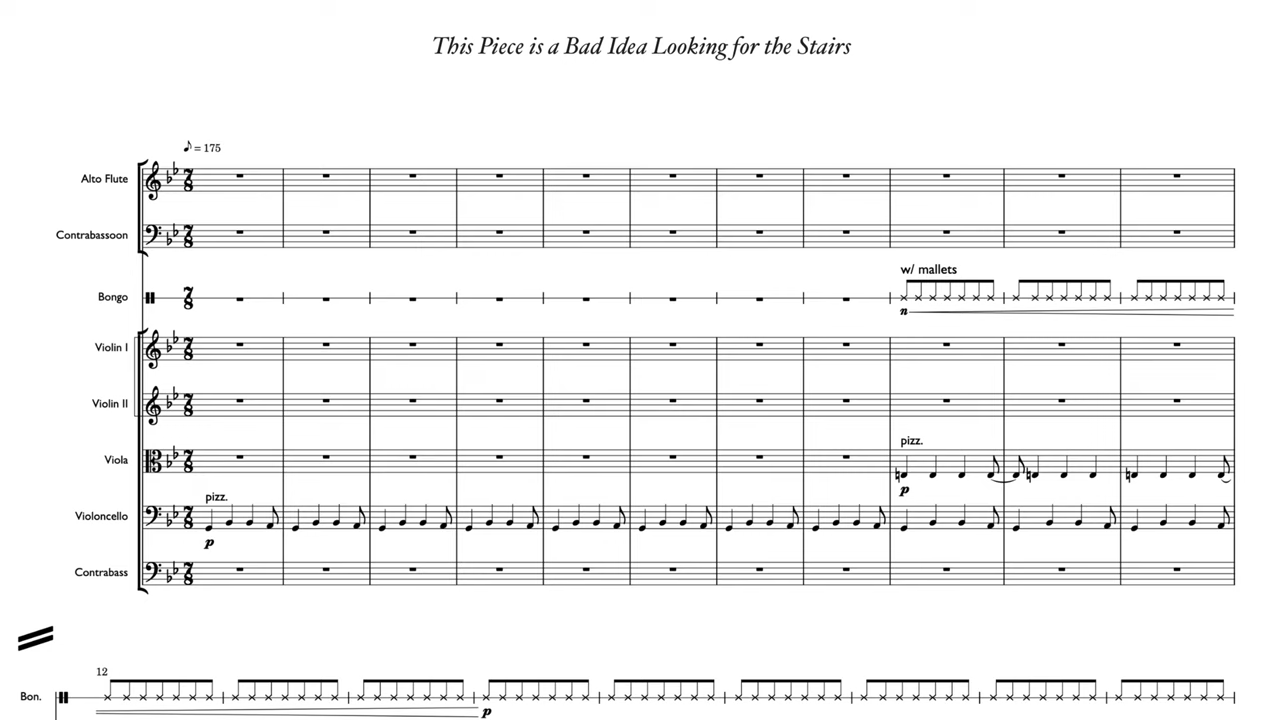 This Piece is a Bad Idea Looking for the Stairs
♪ = 175
Alto Flute
Contrabassoon
w/ mallets
Bongo
n
Violin I
Violin II
pizz.
Viola
p
pizz.
Violoncello
p
Contrabass
12
Bon.
p